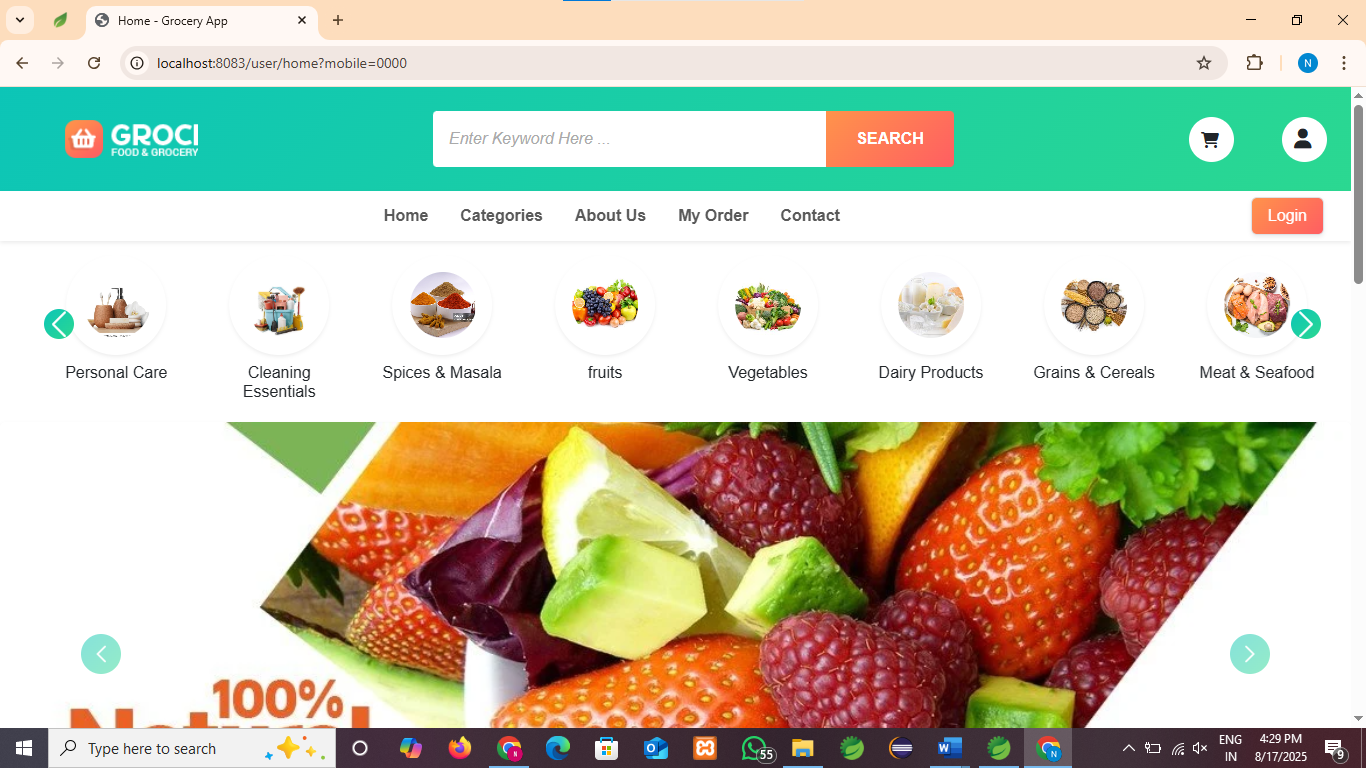 Home - Grocery App
localhost:8083/user/home?mobile=0000
N
GROCI
FOOD & GROCERY
Enter Keyword Here ...
SEARCH
Home Categories About Us My Order Contact
Login
Personal Care
Cleaning
Essentials
Spices & Masala
fruits
Vegetables
Dairy Products
Grains & Cereals
Meat & Seafood
100%
Natural
Type here to search
55
ENG
IN
4:29 PM
8/17/2025
9